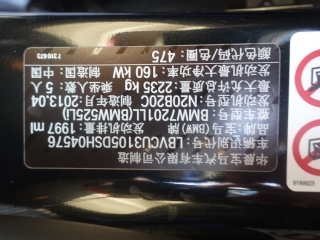 华晨宝马汽车有限公司制造
车辆识别代号 LBVCU3105DSH04576
品牌: 宝马 (BMW) 发动机排量: 1997 ml
整车型号: BMW7201LL(BMW525LI)
发动机型号: N20B20C 制造年月: 2013.04
最大允许总质量: 2235 kg 乘坐人数: 5 人
发动机最大净功率: 160 kW 制造国: 中国
颜色代码/色圈: 475
7310673
9199625